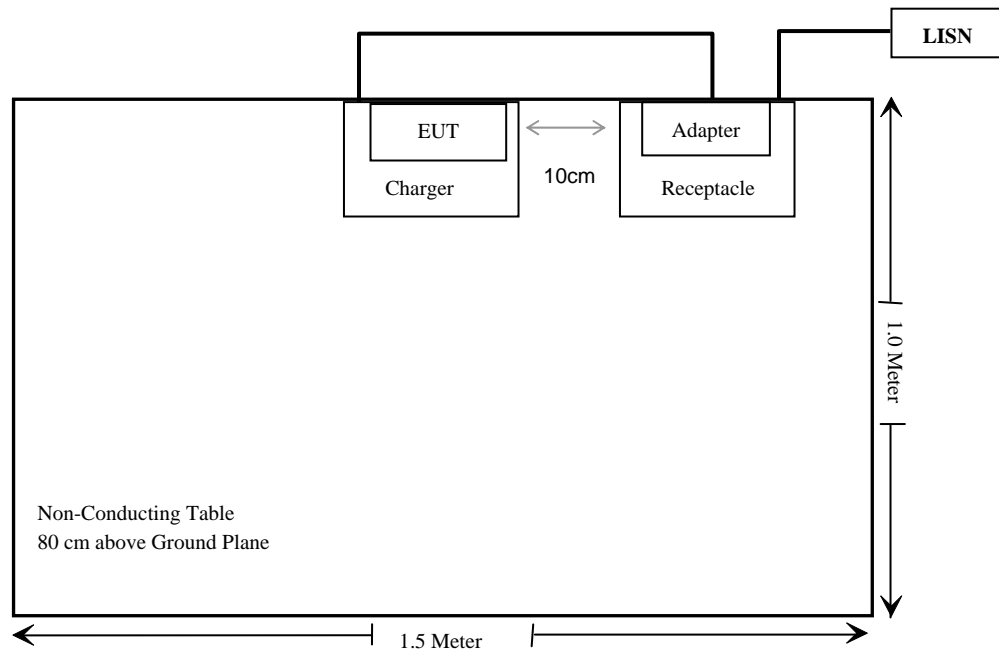 LISN
EUT
Adapter
10cm
Charger
Receptacle
1.0 Meter
Non-Conducting Table
80 cm above Ground Plane
1.5 Meter